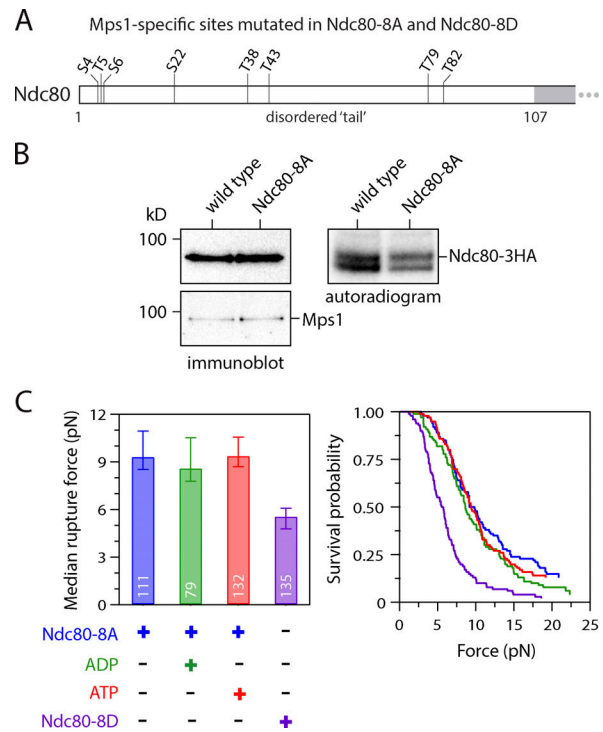 A
Mps1-specific sites mutated in Ndc80-8A and Ndc80-8D
S4 T5 S6 S22 T38 T43 T79 T82
Ndc80
1 disordered 'tail' 107
B
wild type Ndc80-8A wild type Ndc80-8A
kD
100
Ndc80-3HA
autoradiogram
100
Mps1
immunoblot
C
Median rupture force (pN)
12
9
6
3
0
111 79 132 135
Ndc80-8A + + + –
ADP – + – –
ATP – – + –
Ndc80-8D – – – +
Survival probability
1.00
0.75
0.50
0.25
0
0 5 10 15 20 25
Force (pN)